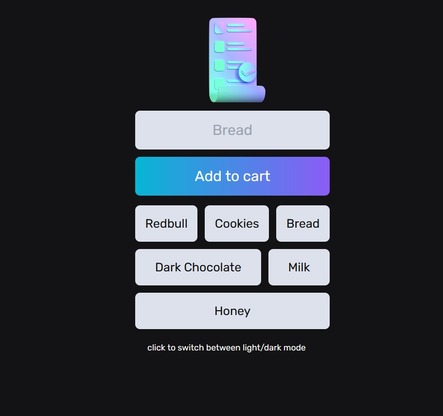 Bread
Add to cart
Redbull Cookies Bread
Dark Chocolate Milk
Honey
click to switch between light/dark mode